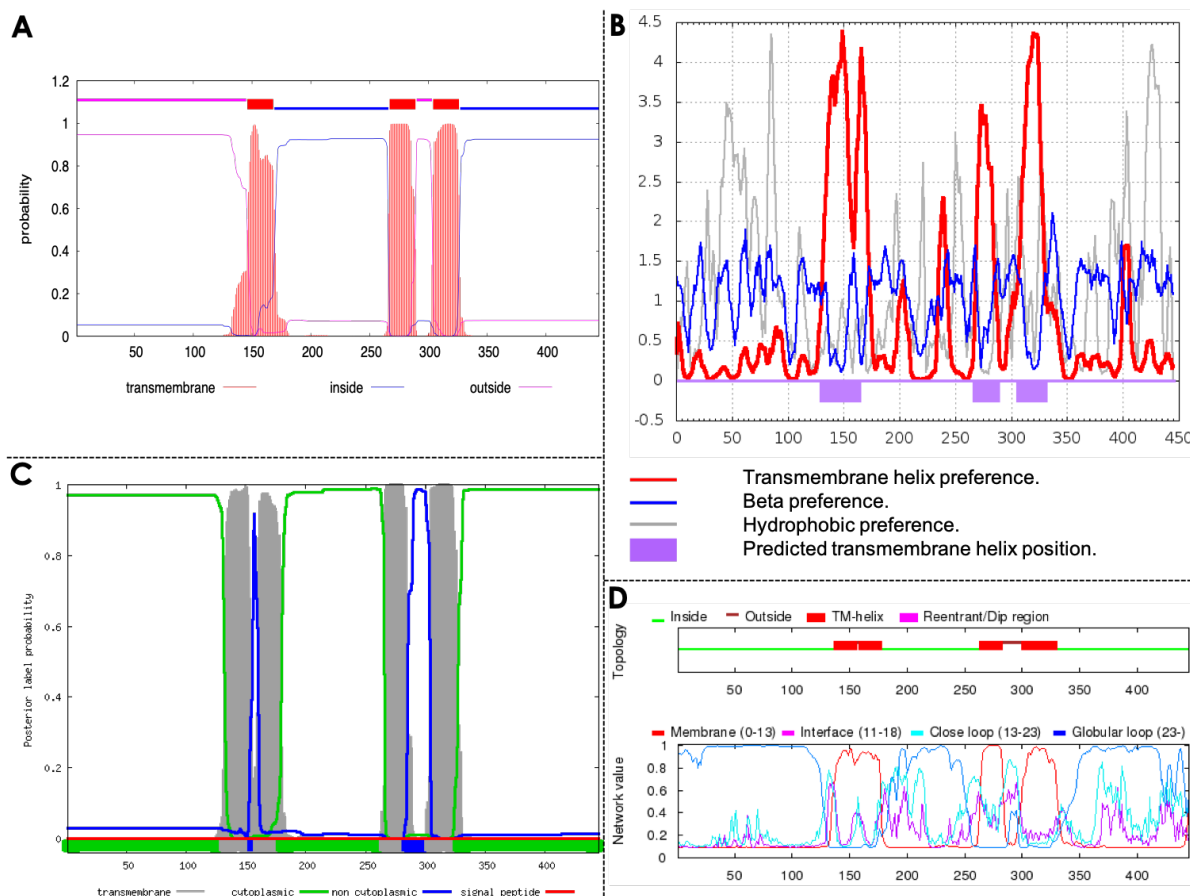 A
1.2
1
0.8
0.6
0.4
0.2
0
probability
50 100 150 200 250 300 350 400
transmembrane inside outside
B
4.5
4
3.5
3
2.5
2
1.5
1
0.5
0
-0.5
0 50 100 150 200 250 300 350 400 450
Transmembrane helix preference.
Beta preference.
Hydrophobic preference.
Predicted transmembrane helix position.
C
1
0.8
0.6
0.4
0.2
0
Posterior label probability
50 100 150 200 250 300 350 400
transmembrane cytoplasmic non cytoplasmic signal peptide
D
Inside Outside TM-helix Reentrant/Dip region
Topology
50 100 150 200 250 300 350 400
Membrane (0-13) Interface (11-18) Close loop (13-23) Globular loop (23-)
1
0.8
0.6
0.4
0.2
0
Network value
50 100 150 200 250 300 350 400